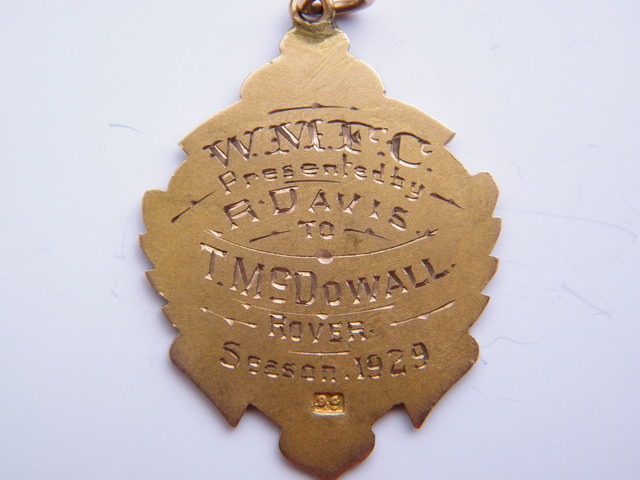 W.M.F.C.
Presented by
R. DAVIS.
TO
T. McDOWALL.
ROVER.
Season. 1929